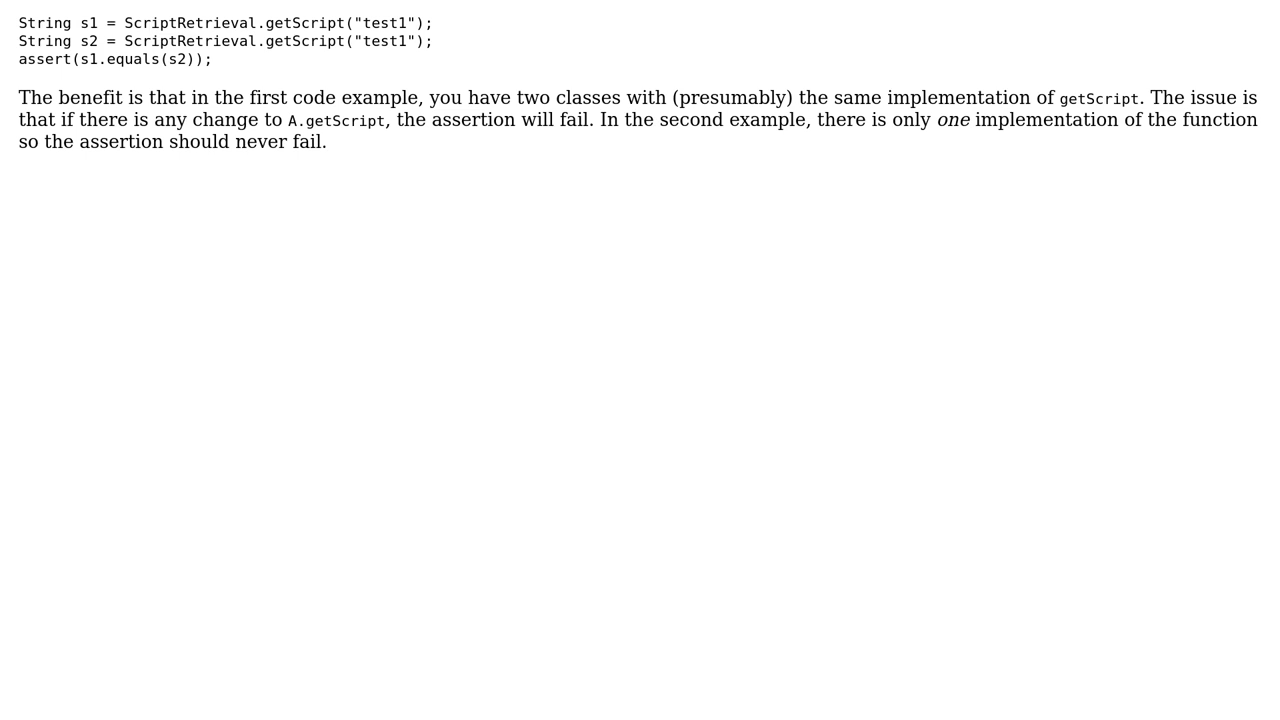 String s1 = ScriptRetrieval.getScript("test1");
String s2 = ScriptRetrieval.getScript("test1");
assert(s1.equals(s2));
The benefit is that in the first code example, you have two classes with (presumably) the same implementation of getScript. The issue is
that if there is any change to A.getScript, the assertion will fail. In the second example, there is only one implementation of the function
so the assertion should never fail.